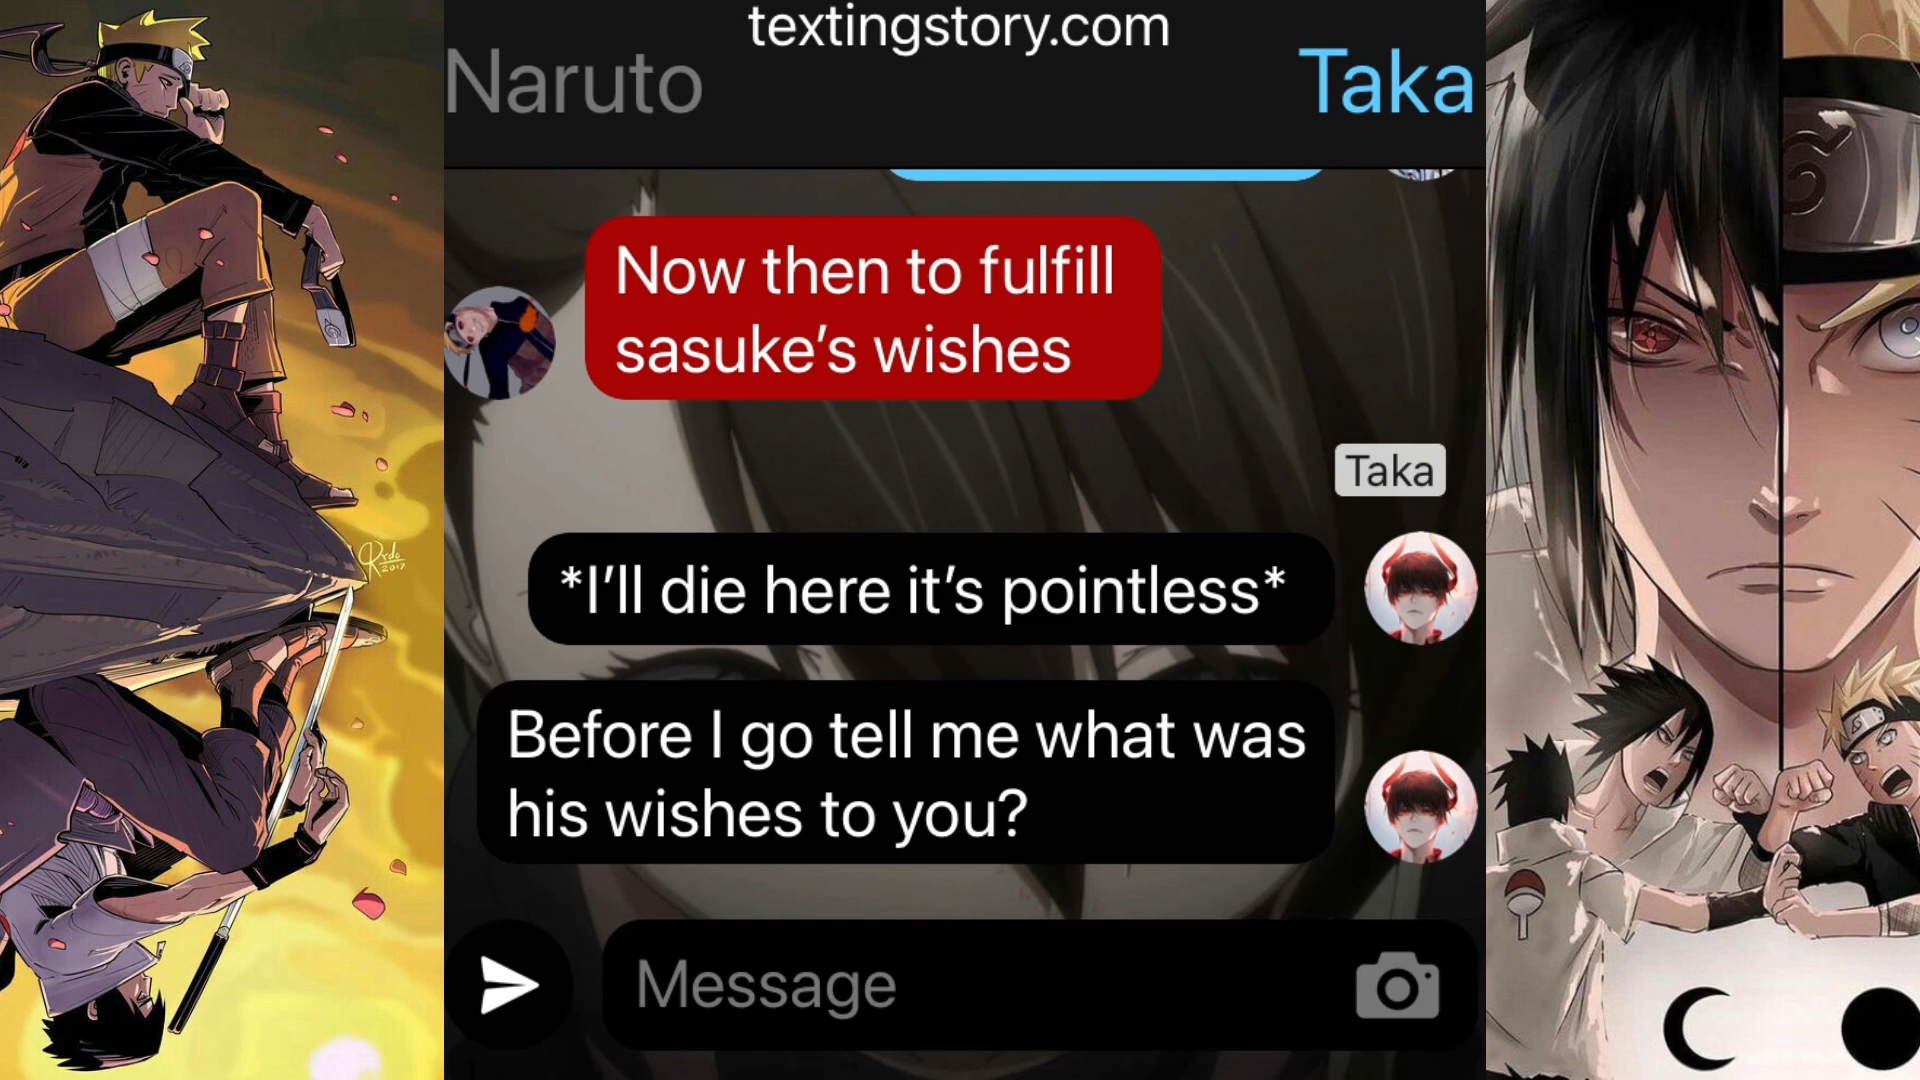 textingstory.com
Naruto
Taka
Now then to fulfill
sasuke’s wishes
Taka
*I’ll die here it’s pointless*
Before I go tell me what was
his wishes to you?
Message
2017